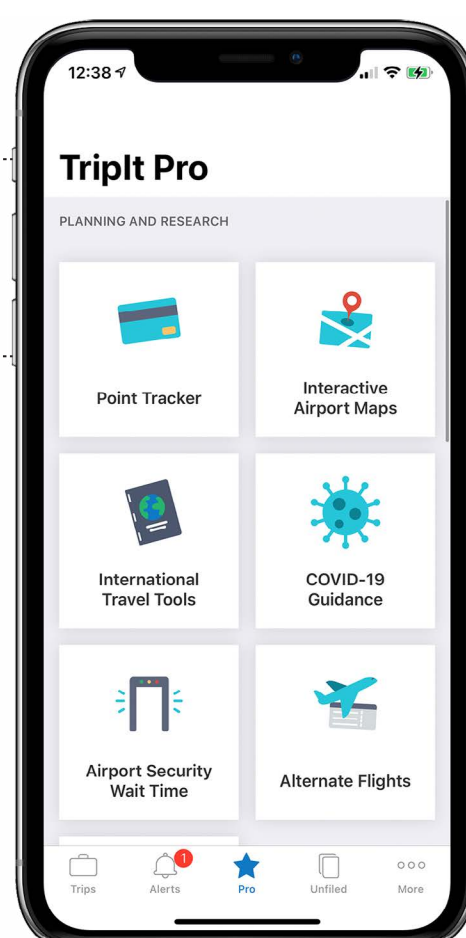 12:38
TripIt Pro
PLANNING AND RESEARCH
Point Tracker
Interactive
Airport Maps
International
Travel Tools
COVID-19
Guidance
Airport Security
Wait Time
Alternate Flights
1
Trips
Alerts
Pro
Unfiled
More